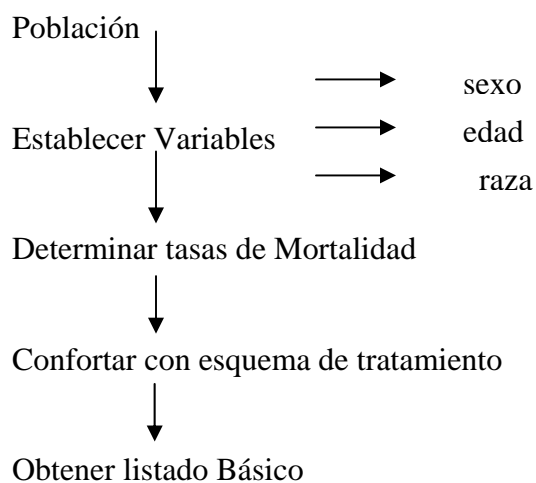 Población
sexo
Establecer Variables
edad
raza
Determinar tasas de Mortalidad
Confortar con esquema de tratamiento
Obtener listado Básico